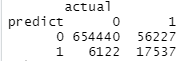 actual
predict 0 1
0 654440 56227
1 6122 17537